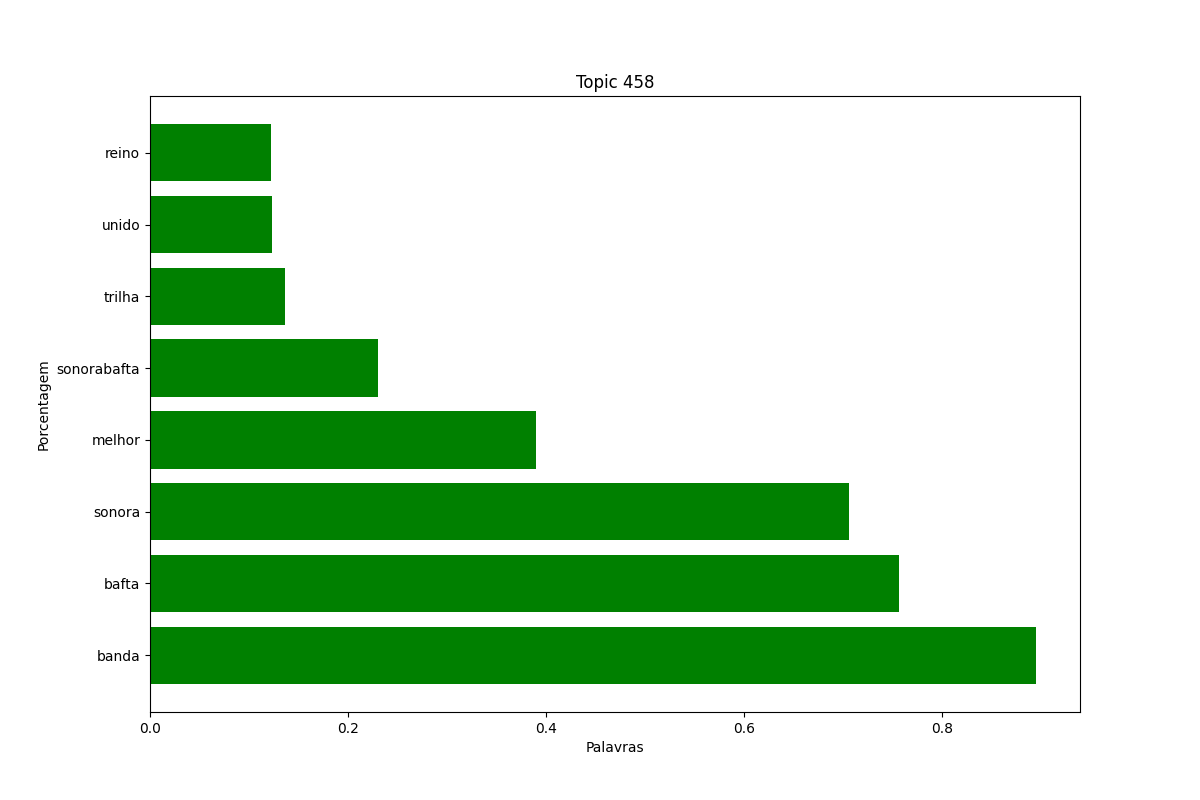 Topic 458
reino
unido
trilha
sonorabafta
melhor
sonora
bafta
banda
Porcentagem
0.0 0.2 0.4 0.6 0.8
Palavras